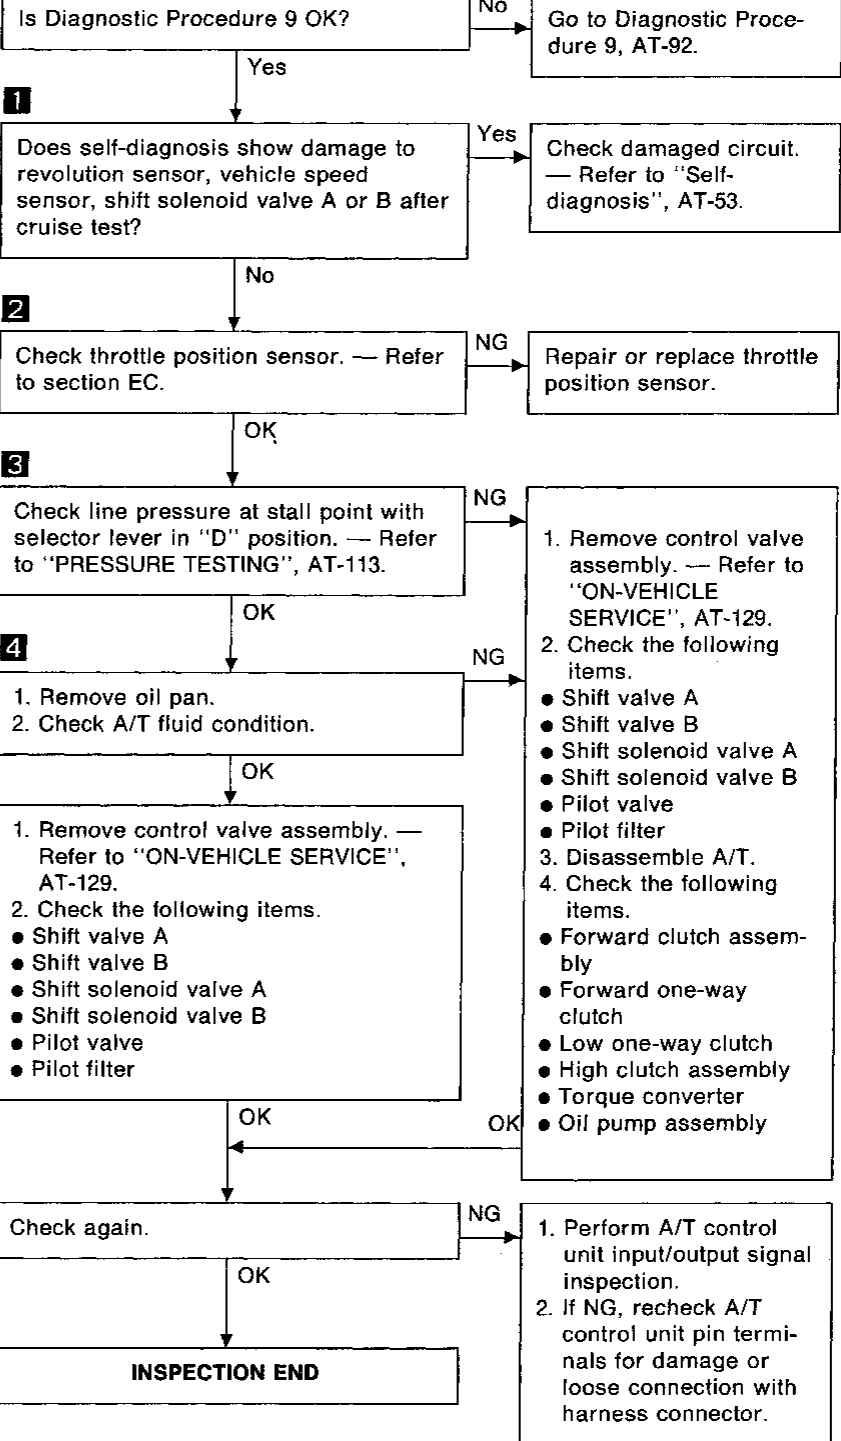 Is Diagnostic Procedure 9 OK?
No
Go to Diagnostic Proce-
dure 9, AT-92.
Yes
1
Does self-diagnosis show damage to
revolution sensor, vehicle speed
sensor, shift solenoid valve A or B after
cruise test?
Yes
Check damaged circuit.
— Refer to "Self-
diagnosis", AT-53.
No
2
Check throttle position sensor. — Refer
to section EC.
NG
Repair or replace throttle
position sensor.
OK
3
Check line pressure at stall point with
selector lever in "D" position. — Refer
to "PRESSURE TESTING", AT-113.
NG
OK
4
1. Remove oil pan.
2. Check A/T fluid condition.
NG
1. Remove control valve
assembly. — Refer to
"ON-VEHICLE
SERVICE", AT-129.
2. Check the following
items.
● Shift valve A
● Shift valve B
● Shift solenoid valve A
● Shift solenoid valve B
● Pilot valve
● Pilot filter
3. Disassemble A/T.
4. Check the following
items.
● Forward clutch assem-
bly
● Forward one-way
clutch
● Low one-way clutch
● High clutch assembly
● Torque converter
● Oil pump assembly
OK
1. Remove control valve assembly. —
Refer to "ON-VEHICLE SERVICE",
AT-129.
2. Check the following items.
● Shift valve A
● Shift valve B
● Shift solenoid valve A
● Shift solenoid valve B
● Pilot valve
● Pilot filter
OK
OK
Check again.
NG
1. Perform A/T control
unit input/output signal
inspection.
2. If NG, recheck A/T
control unit pin termi-
nals for damage or
loose connection with
harness connector.
OK
INSPECTION END